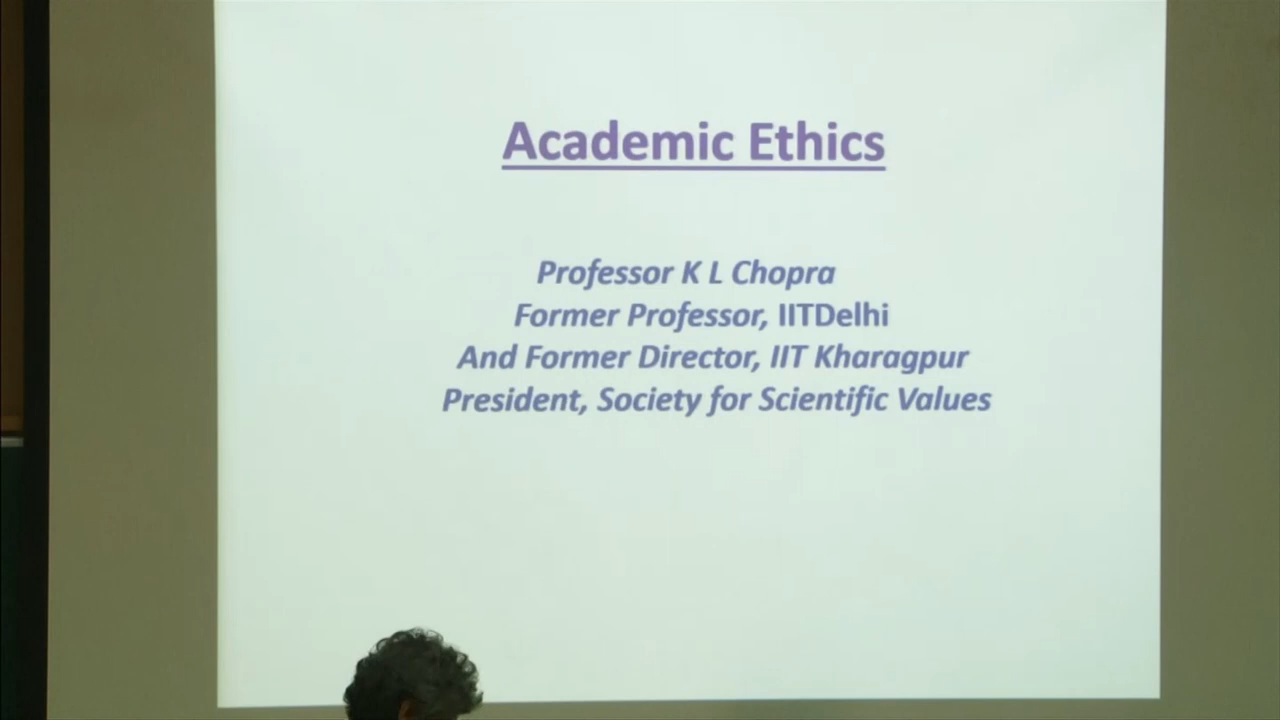 Academic Ethics
Professor K L Chopra
Former Professor, IITDelhi
And Former Director, IIT Kharagpur
President, Society for Scientific Values